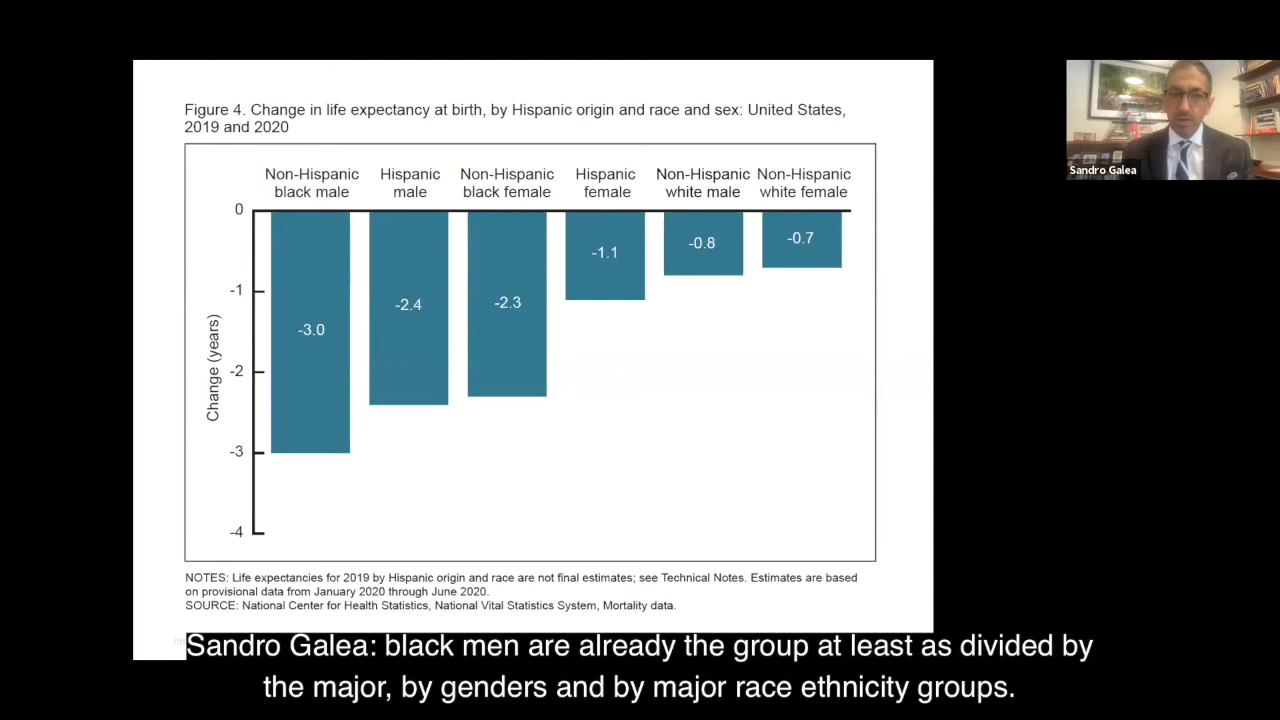 Figure 4. Change in life expectancy at birth, by Hispanic origin and race and sex: United States,
2019 and 2020
Non-Hispanic black male
Hispanic male
Non-Hispanic black female
Hispanic female
Non-Hispanic white male
Non-Hispanic white female
0
-1
-2
-3
-4
Change (years)
-3.0
-2.4
-2.3
-1.1
-0.8
-0.7
NOTES: Life expectancies for 2019 by Hispanic origin and race are not final estimates; see Technical Notes. Estimates are based
on provisional data from January 2020 through June 2020.
SOURCE: National Center for Health Statistics, National Vital Statistics System, Mortality data.
Sandro Galea
Sandro Galea: black men are already the group at least as divided by
the major, by genders and by major race ethnicity groups.